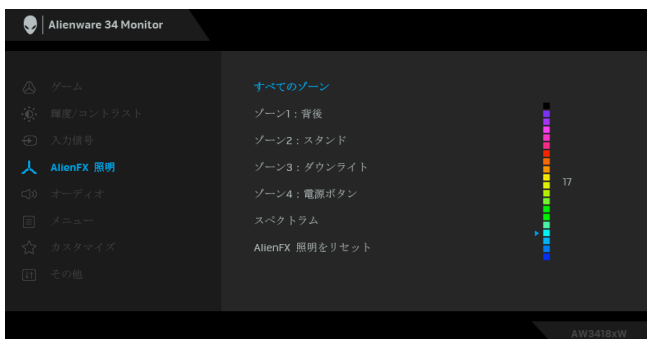 Alienware 34 Monitor
ゲーム
輝度/コントラスト
入力信号
AlienFX 照明
オーディオ
メニュー
カスタマイズ
その他
すべてのゾーン
ゾーン1：背後
ゾーン2：スタンド
ゾーン3：ダウンライト
ゾーン4：電源ボタン
スペクトラム
AlienFX 照明をリセット
17
AW3418xW